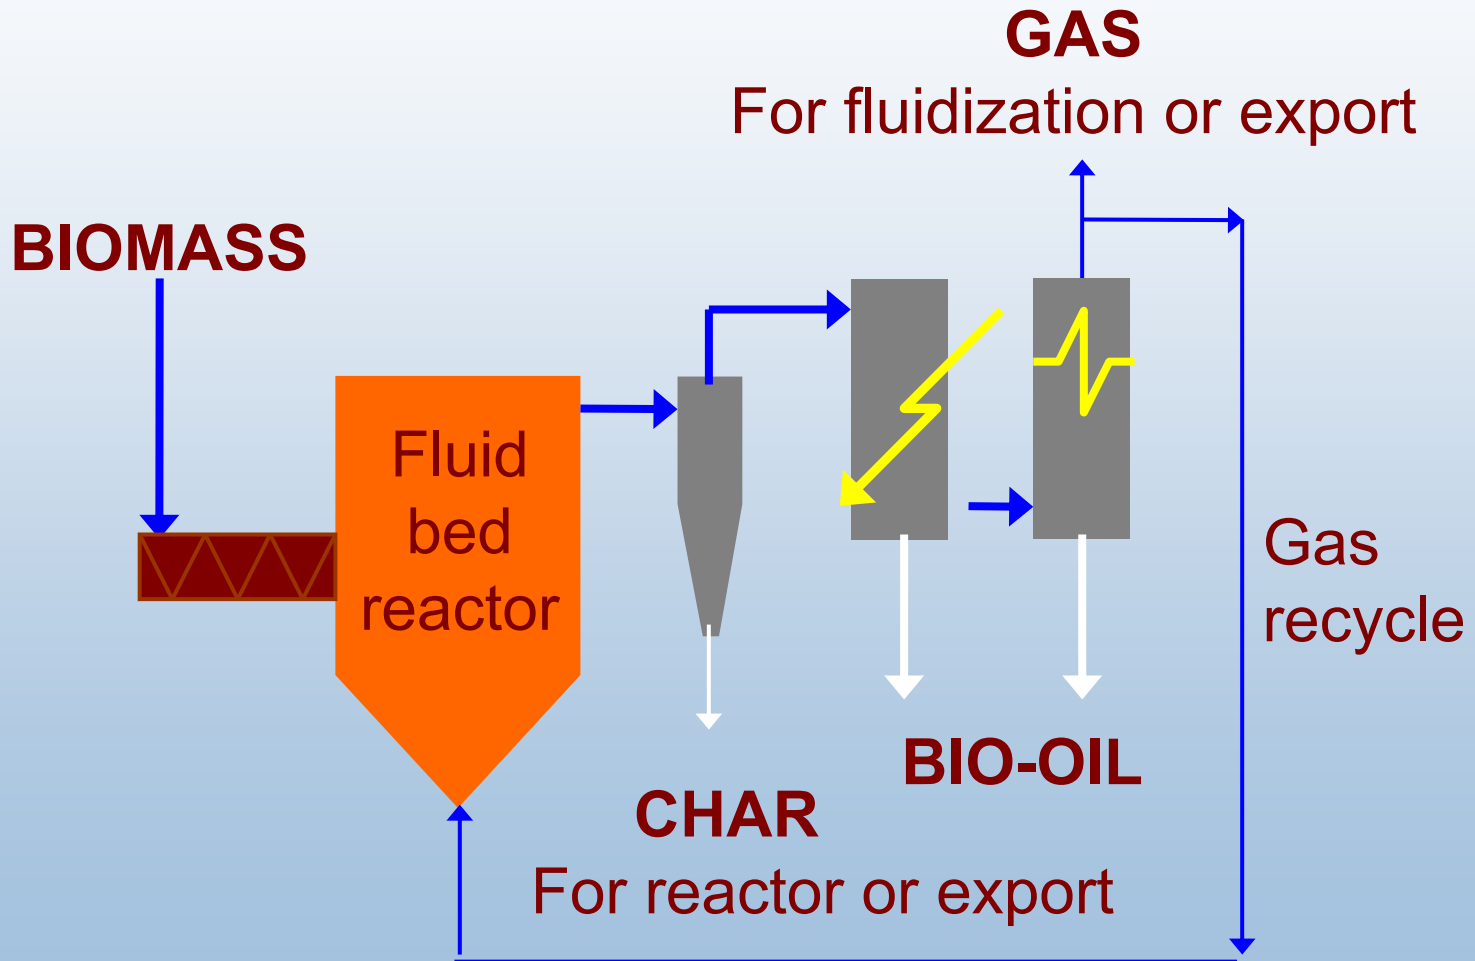 GAS
For fluidization or export
BIOMASS
Fluid
bed
reactor
Gas
recycle
BIO-OIL
CHAR
For reactor or export